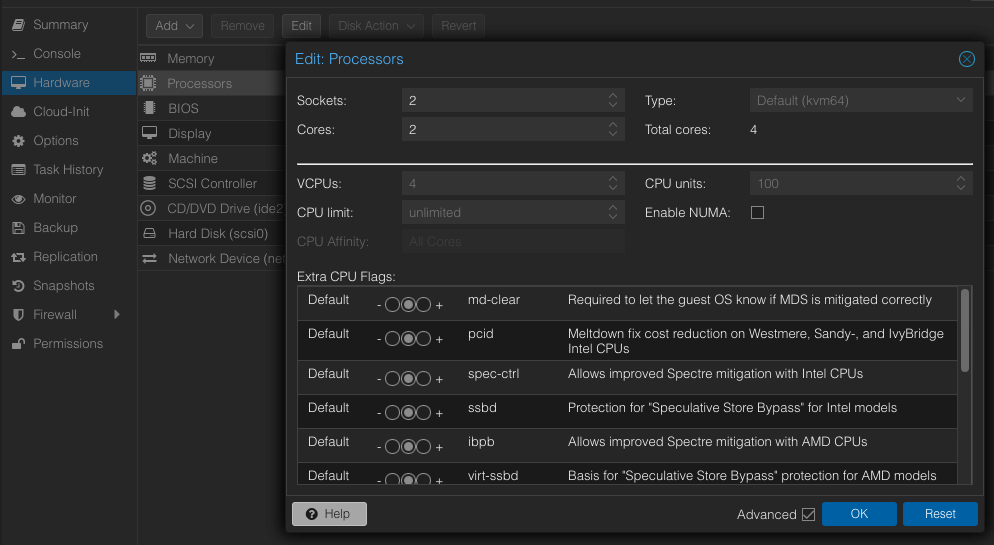 Summary
Console
Hardware
Cloud-Init
Options
Task History
Monitor
Backup
Replication
Snapshots
Firewall
Permissions
Add Remove Edit Disk Action Revert
Memory
Processors
BIOS
Display
Machine
SCSI Controller
CD/DVD Drive (ide2
Hard Disk (scsi0)
Network Device (net
Edit: Processors
Sockets: 2 Type: Default (kvm64)
Cores: 2 Total cores: 4
VCPUs: 4 CPU units: 100
CPU limit: unlimited Enable NUMA:
CPU Affinity: All Cores
Extra CPU Flags:
Default - + md-clear Required to let the guest OS know if MDS is mitigated correctly
Default - + pcid Meltdown fix cost reduction on Westmere, Sandy-, and IvyBridge
Intel CPUs
Default - + spec-ctrl Allows improved Spectre mitigation with Intel CPUs
Default - + ssbd Protection for "Speculative Store Bypass" for Intel models
Default - + ibpb Allows improved Spectre mitigation with AMD CPUs
Default - + virt-ssbd Basis for "Speculative Store Bypass" protection for AMD models
? Help Advanced OK Reset